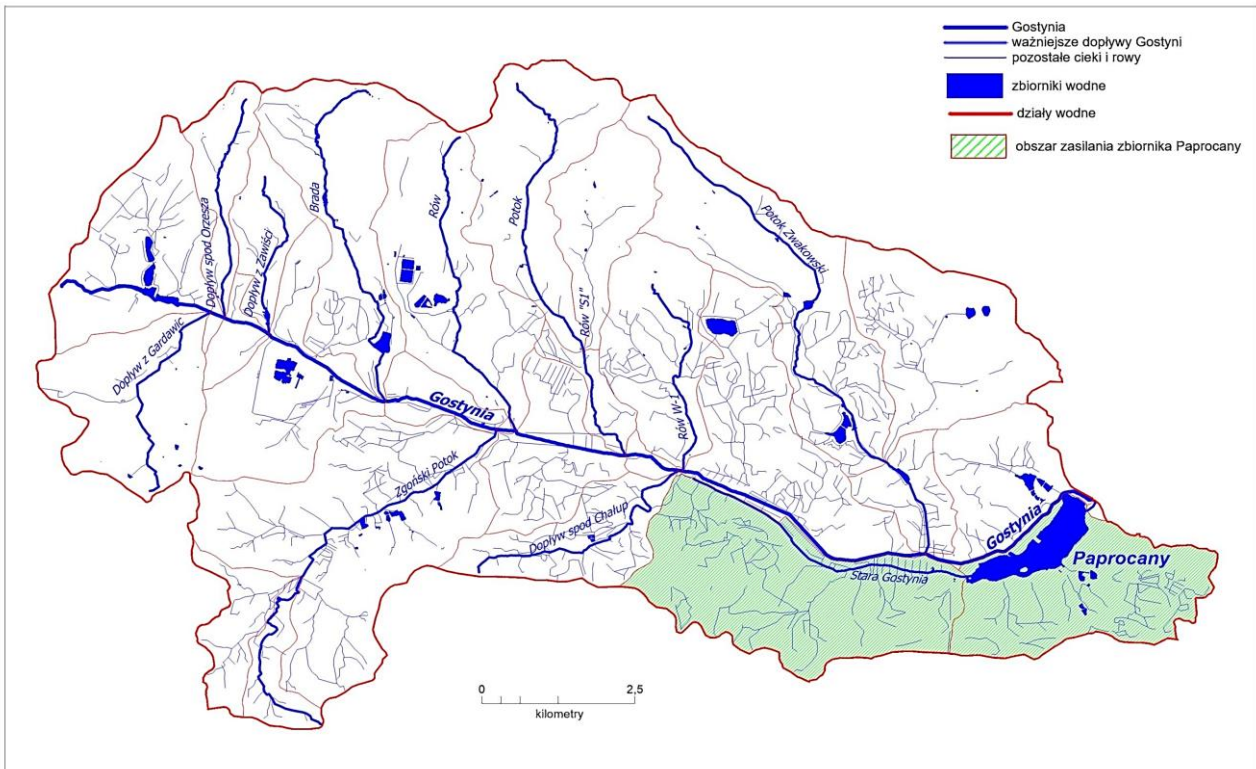 Gostynia
ważniejsze dopływy Gostyni
pozostałe cieki i rowy
zbiorniki wodne
działy wodne
obszar zasilania zbiornika Paprocany
Dopływ spod Orzesza
Dopływ z Zawiści
Brada
Rów
Potok
Rów "S1"
Potok Żwakowski
Dopływ z Gardawic
Gostynia
Rów W-1
Zgoński Potok
Dopływ spod Chałup
Gostynia
Stara Gostynia
Paprocany
0 2,5
kilometry